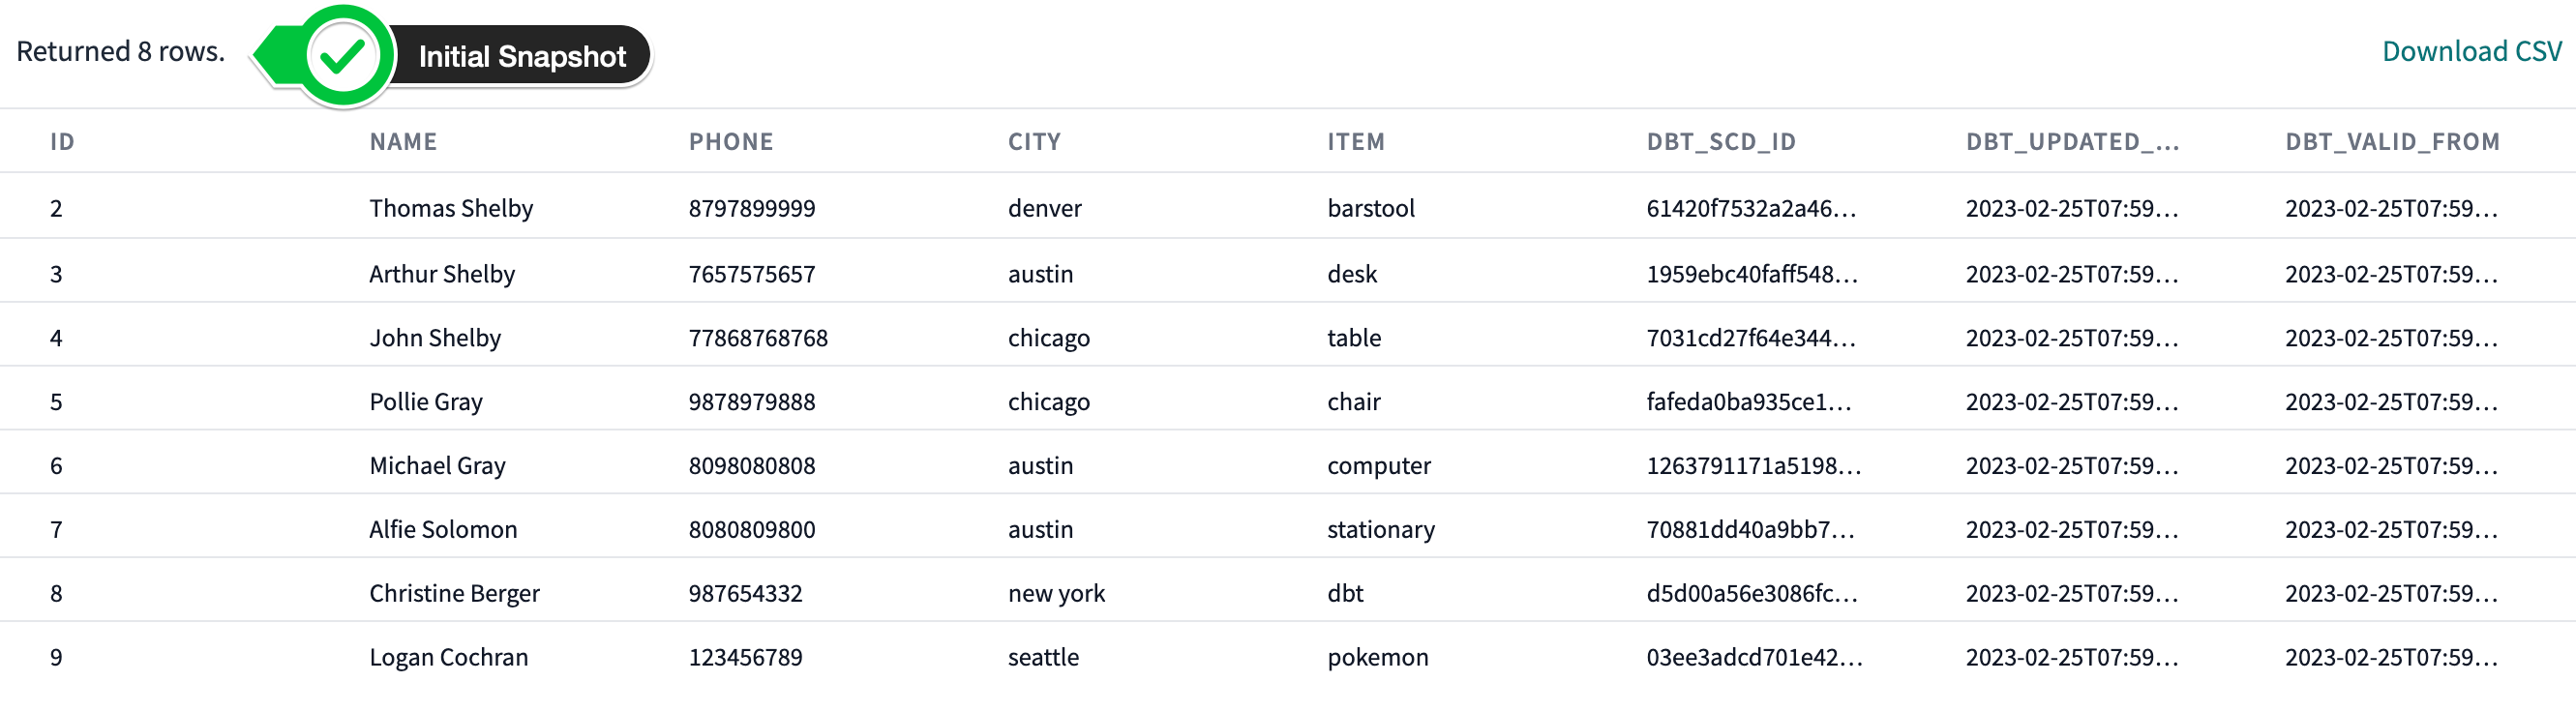 Returned 8 rows. Initial Snapshot Download CSV
ID NAME PHONE CITY ITEM DBT_SCD_ID DBT_UPDATED_... DBT_VALID_FROM
2 Thomas Shelby 8797899999 denver barstool 61420f7532a2a46... 2023-02-25T07:59... 2023-02-25T07:59...
3 Arthur Shelby 7657575657 austin desk 1959ebc40faff548... 2023-02-25T07:59... 2023-02-25T07:59...
4 John Shelby 77868768768 chicago table 7031cd27f64e344... 2023-02-25T07:59... 2023-02-25T07:59...
5 Pollie Gray 9878979888 chicago chair fafeda0ba935ce1... 2023-02-25T07:59... 2023-02-25T07:59...
6 Michael Gray 8098080808 austin computer 1263791171a5198... 2023-02-25T07:59... 2023-02-25T07:59...
7 Alfie Solomon 8080809800 austin stationary 70881dd40a9bb7... 2023-02-25T07:59... 2023-02-25T07:59...
8 Christine Berger 987654332 new york dbt d5d00a56e3086fc... 2023-02-25T07:59... 2023-02-25T07:59...
9 Logan Cochran 123456789 seattle pokemon 03ee3adcd701e42... 2023-02-25T07:59... 2023-02-25T07:59...